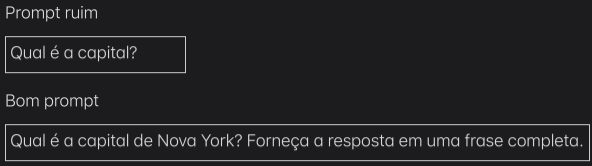 Prompt ruim
Qual é a capital?
Bom prompt
Qual é a capital de Nova York? Forneça a resposta em uma frase completa.